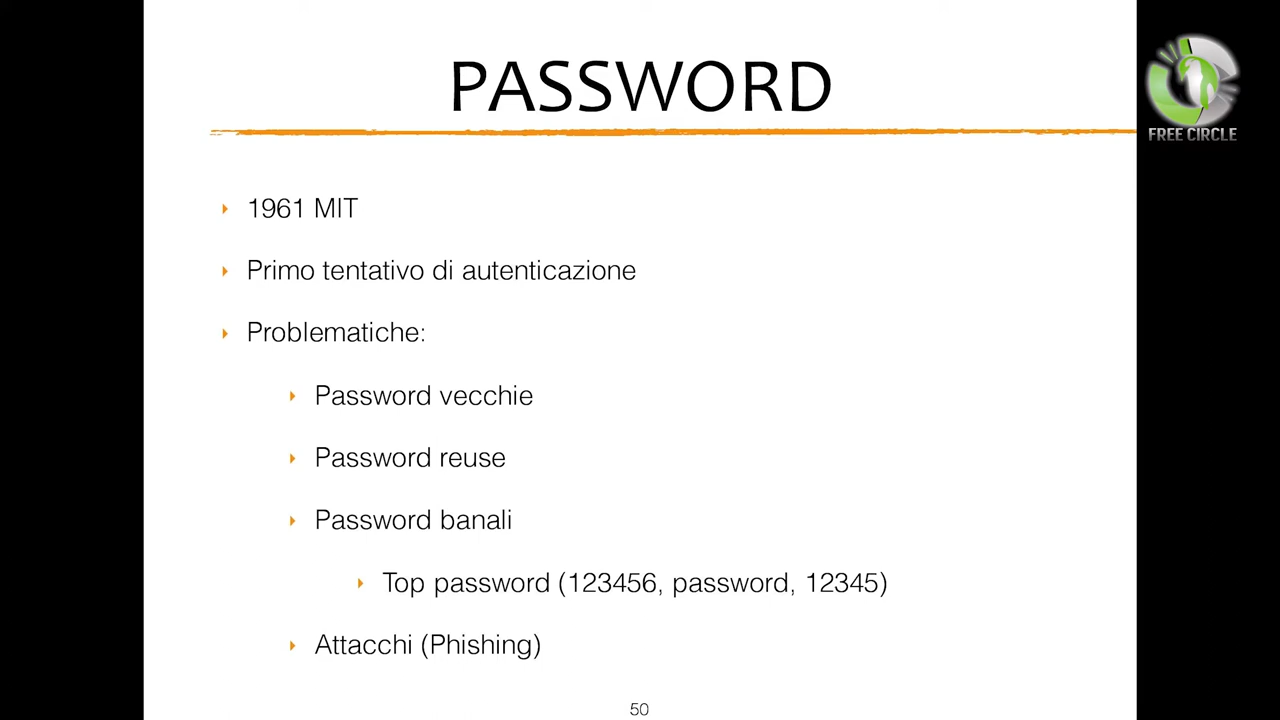 PASSWORD
FREE CIRCLE
1961 MIT
Primo tentativo di autenticazione
Problematiche:
Password vecchie
Password reuse
Password banali
Top password (123456, password, 12345)
Attacchi (Phishing)
50